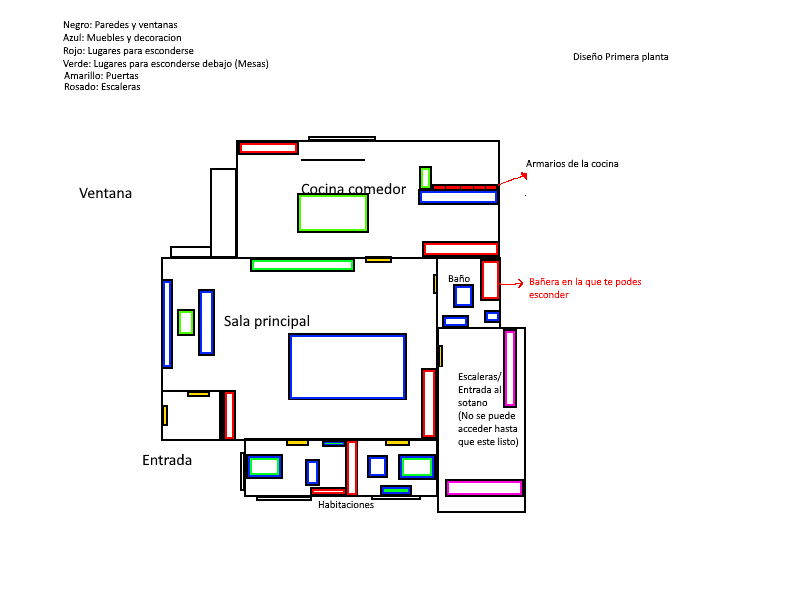 Negro: Paredes y ventanas
Azul: Muebles y decoracion
Rojo: Lugares para esconderse
Verde: Lugares para esconderse debajo (Mesas)
Amarillo: Puertas
Rosado: Escaleras
Diseño Primera planta
Armarios de la cocina
Ventana
Cocina comedor
Baño
Bañera en la que te podes
esconder
Sala principal
Escaleras/
Entrada al
sotano
(No se puede
acceder hasta
que este listo)
Entrada
Habitaciones